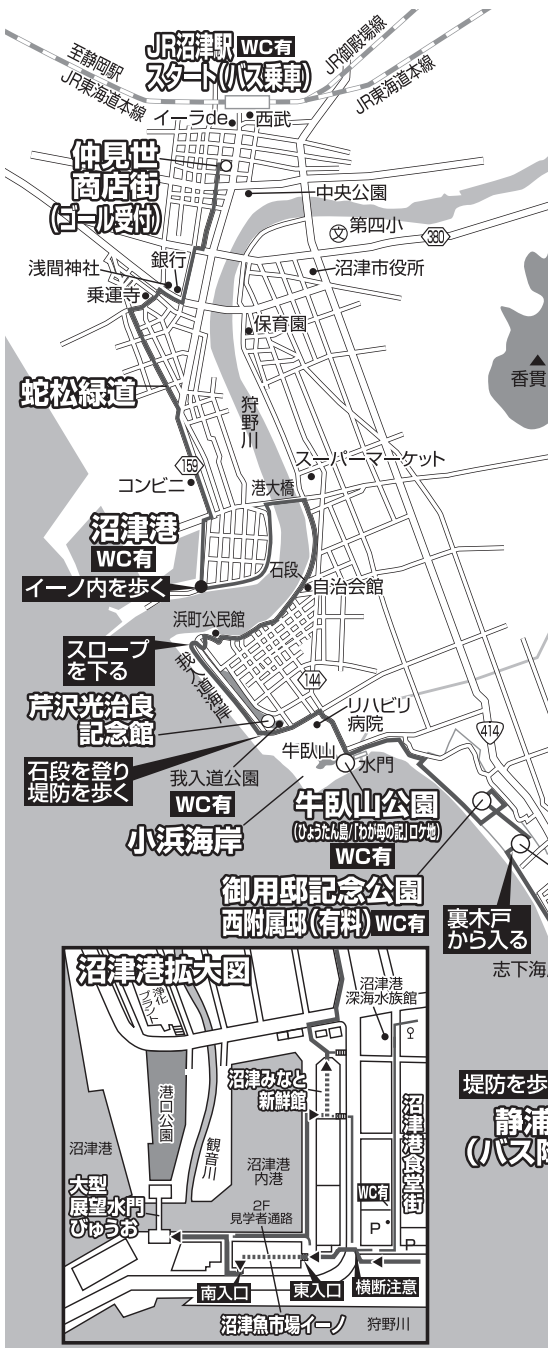 JR沼津駅 WC有
スタート(バス乗車)
至静岡駅
JR東海道本線
JR御殿場線
JR東海道本線
イーラde
西武
仲見世
商店街
(ゴール受付)
中央公園
第四小
文
380
浅間神社
銀行
沼津市役所
乗運寺
保育園
香貫
蛇松緑道
狩野川
159
スーパーマーケット
コンビニ
港大橋
沼津港
WC有
イーノ内を歩く
石段
自治会館
浜町公民館
スロープ
を下る
我入道海岸
144
芹沢光治良
記念館
リハビリ
病院
414
石段を登り
堤防を歩く
牛臥山
水門
我入道公園
WC有
牛臥山公園
(ひょうたん島/「わが母の記」ロケ地)
WC有
小浜海岸
御用邸記念公園
西附属邸(有料) WC有
裏木戸
から入る
志下海
堤防を歩
静浦
(バス降
沼津港拡大図
浄化
プラント
沼津港
深海水族館
沼津みなと
新鮮館
港口公園
観音川
沼津港
沼津港
内港
沼津港食堂街
大型
展望水門
びゅうお
2F
見学者通路
WC有
P
P
南入口
東入口
横断注意
沼津魚市場イーノ
狩野川